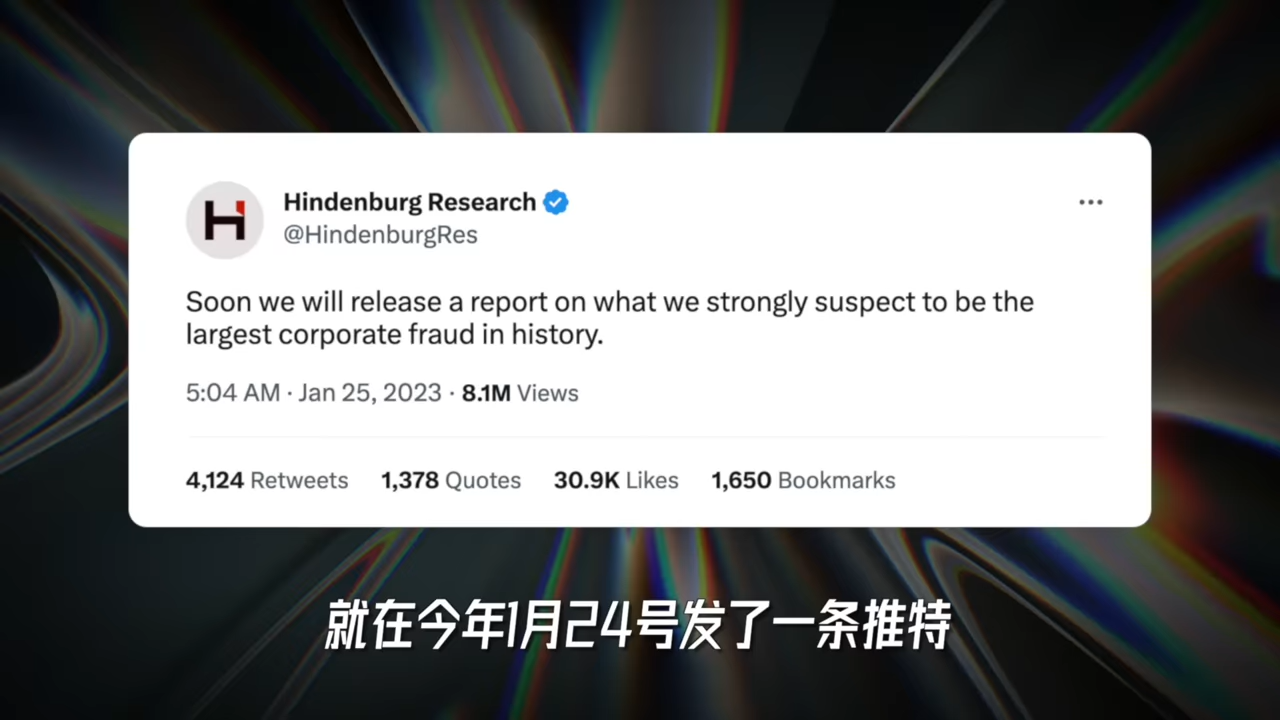 Hindenburg Research
@HindenburgRes
Soon we will release a report on what we strongly suspect to be the
largest corporate fraud in history.
5:04 AM · Jan 25, 2023 · 8.1M Views
4,124 Retweets 1,378 Quotes 30.9K Likes 1,650 Bookmarks
就在今年1月24号发了一条推特